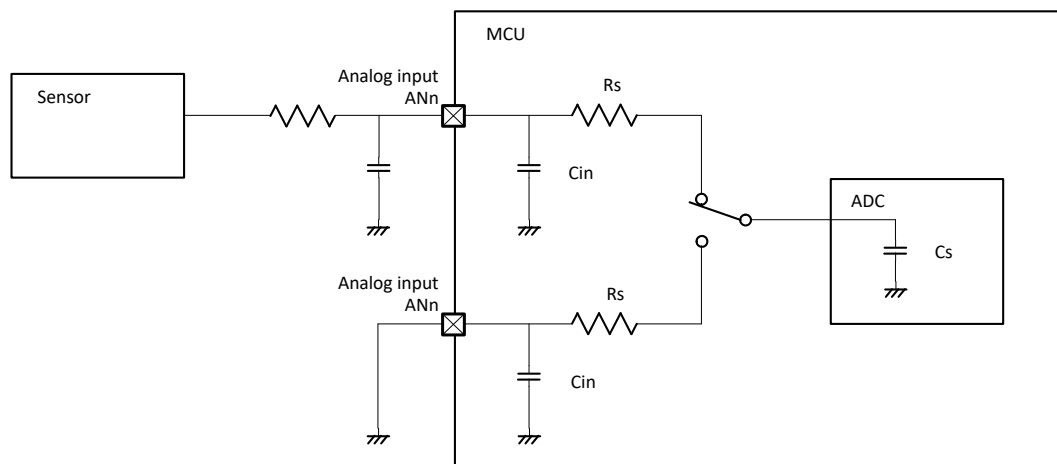 MCU
Sensor
Analog input
ANn
Rs
Cin
ADC
Cs
Analog input
ANn
Rs
Cin